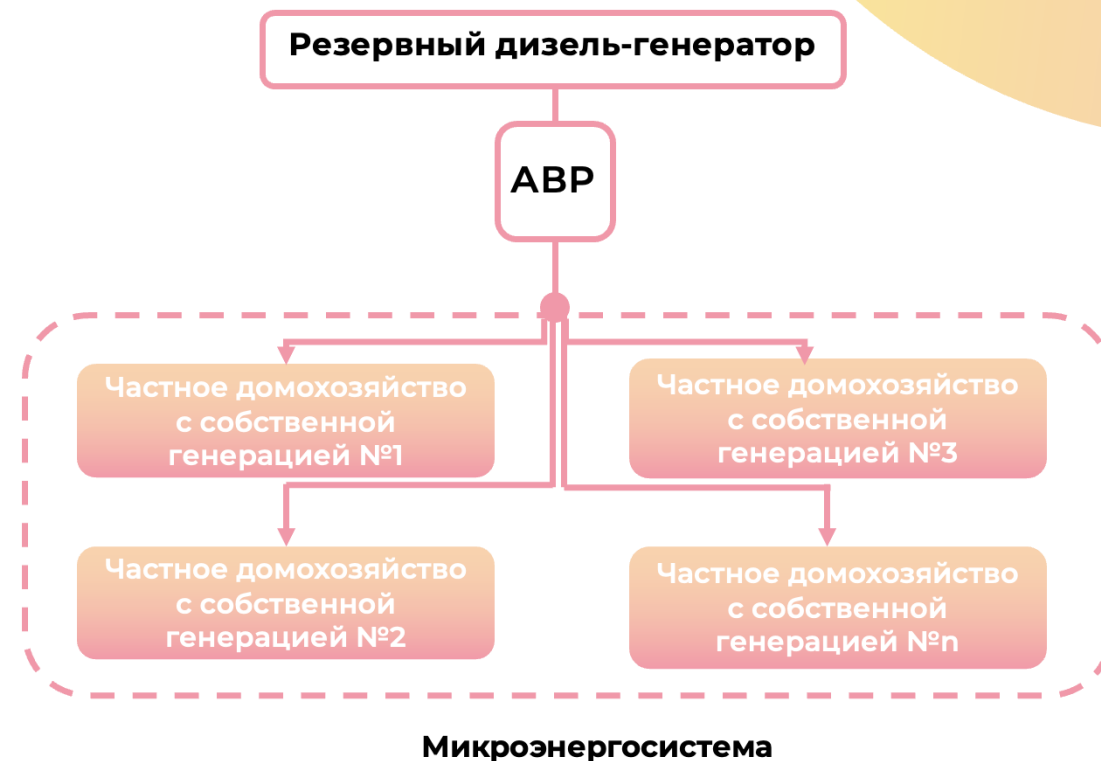 Резервный дизель-генератор
АВР
Частное домохозяйство
с собственной
генерацией №1
Частное домохозяйство
с собственной
генерацией №3
Частное домохозяйство
с собственной
генерацией №2
Частное домохозяйство
с собственной
генерацией №n
Микроэнергосистема